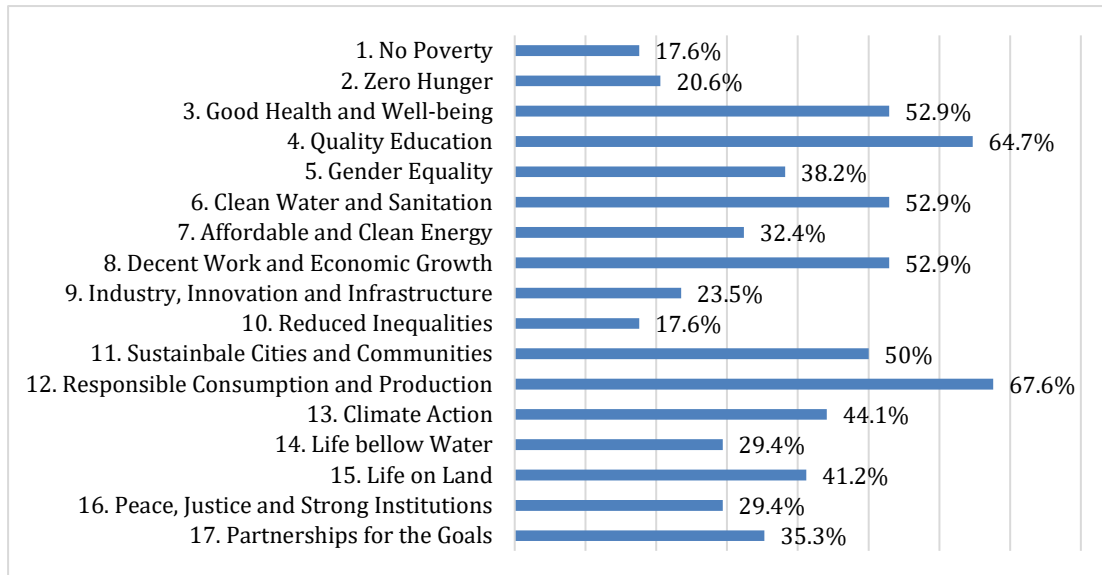 1. No Poverty 17.6%
2. Zero Hunger 20.6%
3. Good Health and Well-being 52.9%
4. Quality Education 64.7%
5. Gender Equality 38.2%
6. Clean Water and Sanitation 52.9%
7. Affordable and Clean Energy 32.4%
8. Decent Work and Economic Growth 52.9%
9. Industry, Innovation and Infrastructure 23.5%
10. Reduced Inequalities 17.6%
11. Sustainbale Cities and Communities 50%
12. Responsible Consumption and Production 67.6%
13. Climate Action 44.1%
14. Life bellow Water 29.4%
15. Life on Land 41.2%
16. Peace, Justice and Strong Institutions 29.4%
17. Partnerships for the Goals 35.3%